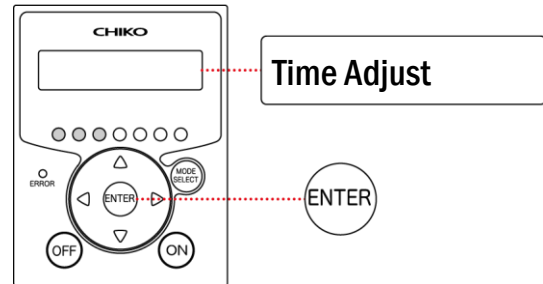 CHIKO
Time Adjust
ERROR
MODE
SELECT
ENTER
ENTER
OFF
ON